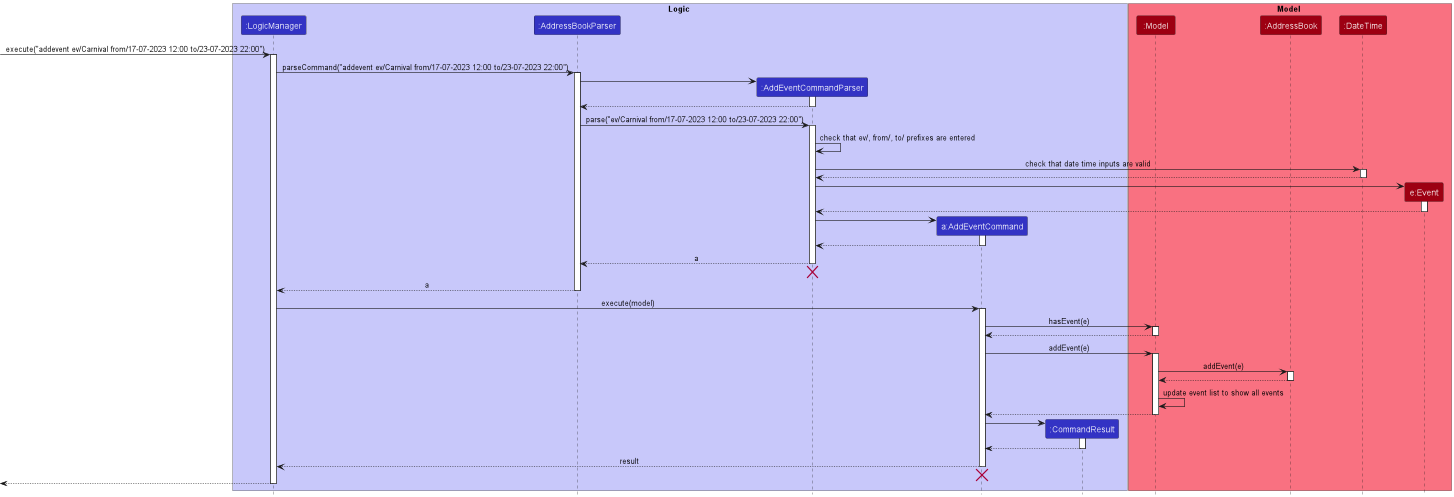 Logic
Model
:LogicManager
:AddressBookParser
:Model
:AddressBook
:DateTime
execute("addevent ev/Carnival from/17-07-2023 12:00 to/23-07-2023 22:00")
parseCommand("addevent ev/Carnival from/17-07-2023 12:00 to/23-07-2023 22:00")
:AddEventCommandParser
parse("ev/Carnival from/17-07-2023 12:00 to/23-07-2023 22:00")
check that ev/, from/, to/ prefixes are entered
check that date time inputs are valid
e:Event
a:AddEventCommand
a
a
execute(model)
hasEvent(e)
addEvent(e)
addEvent(e)
update event list to show all events
:CommandResult
result